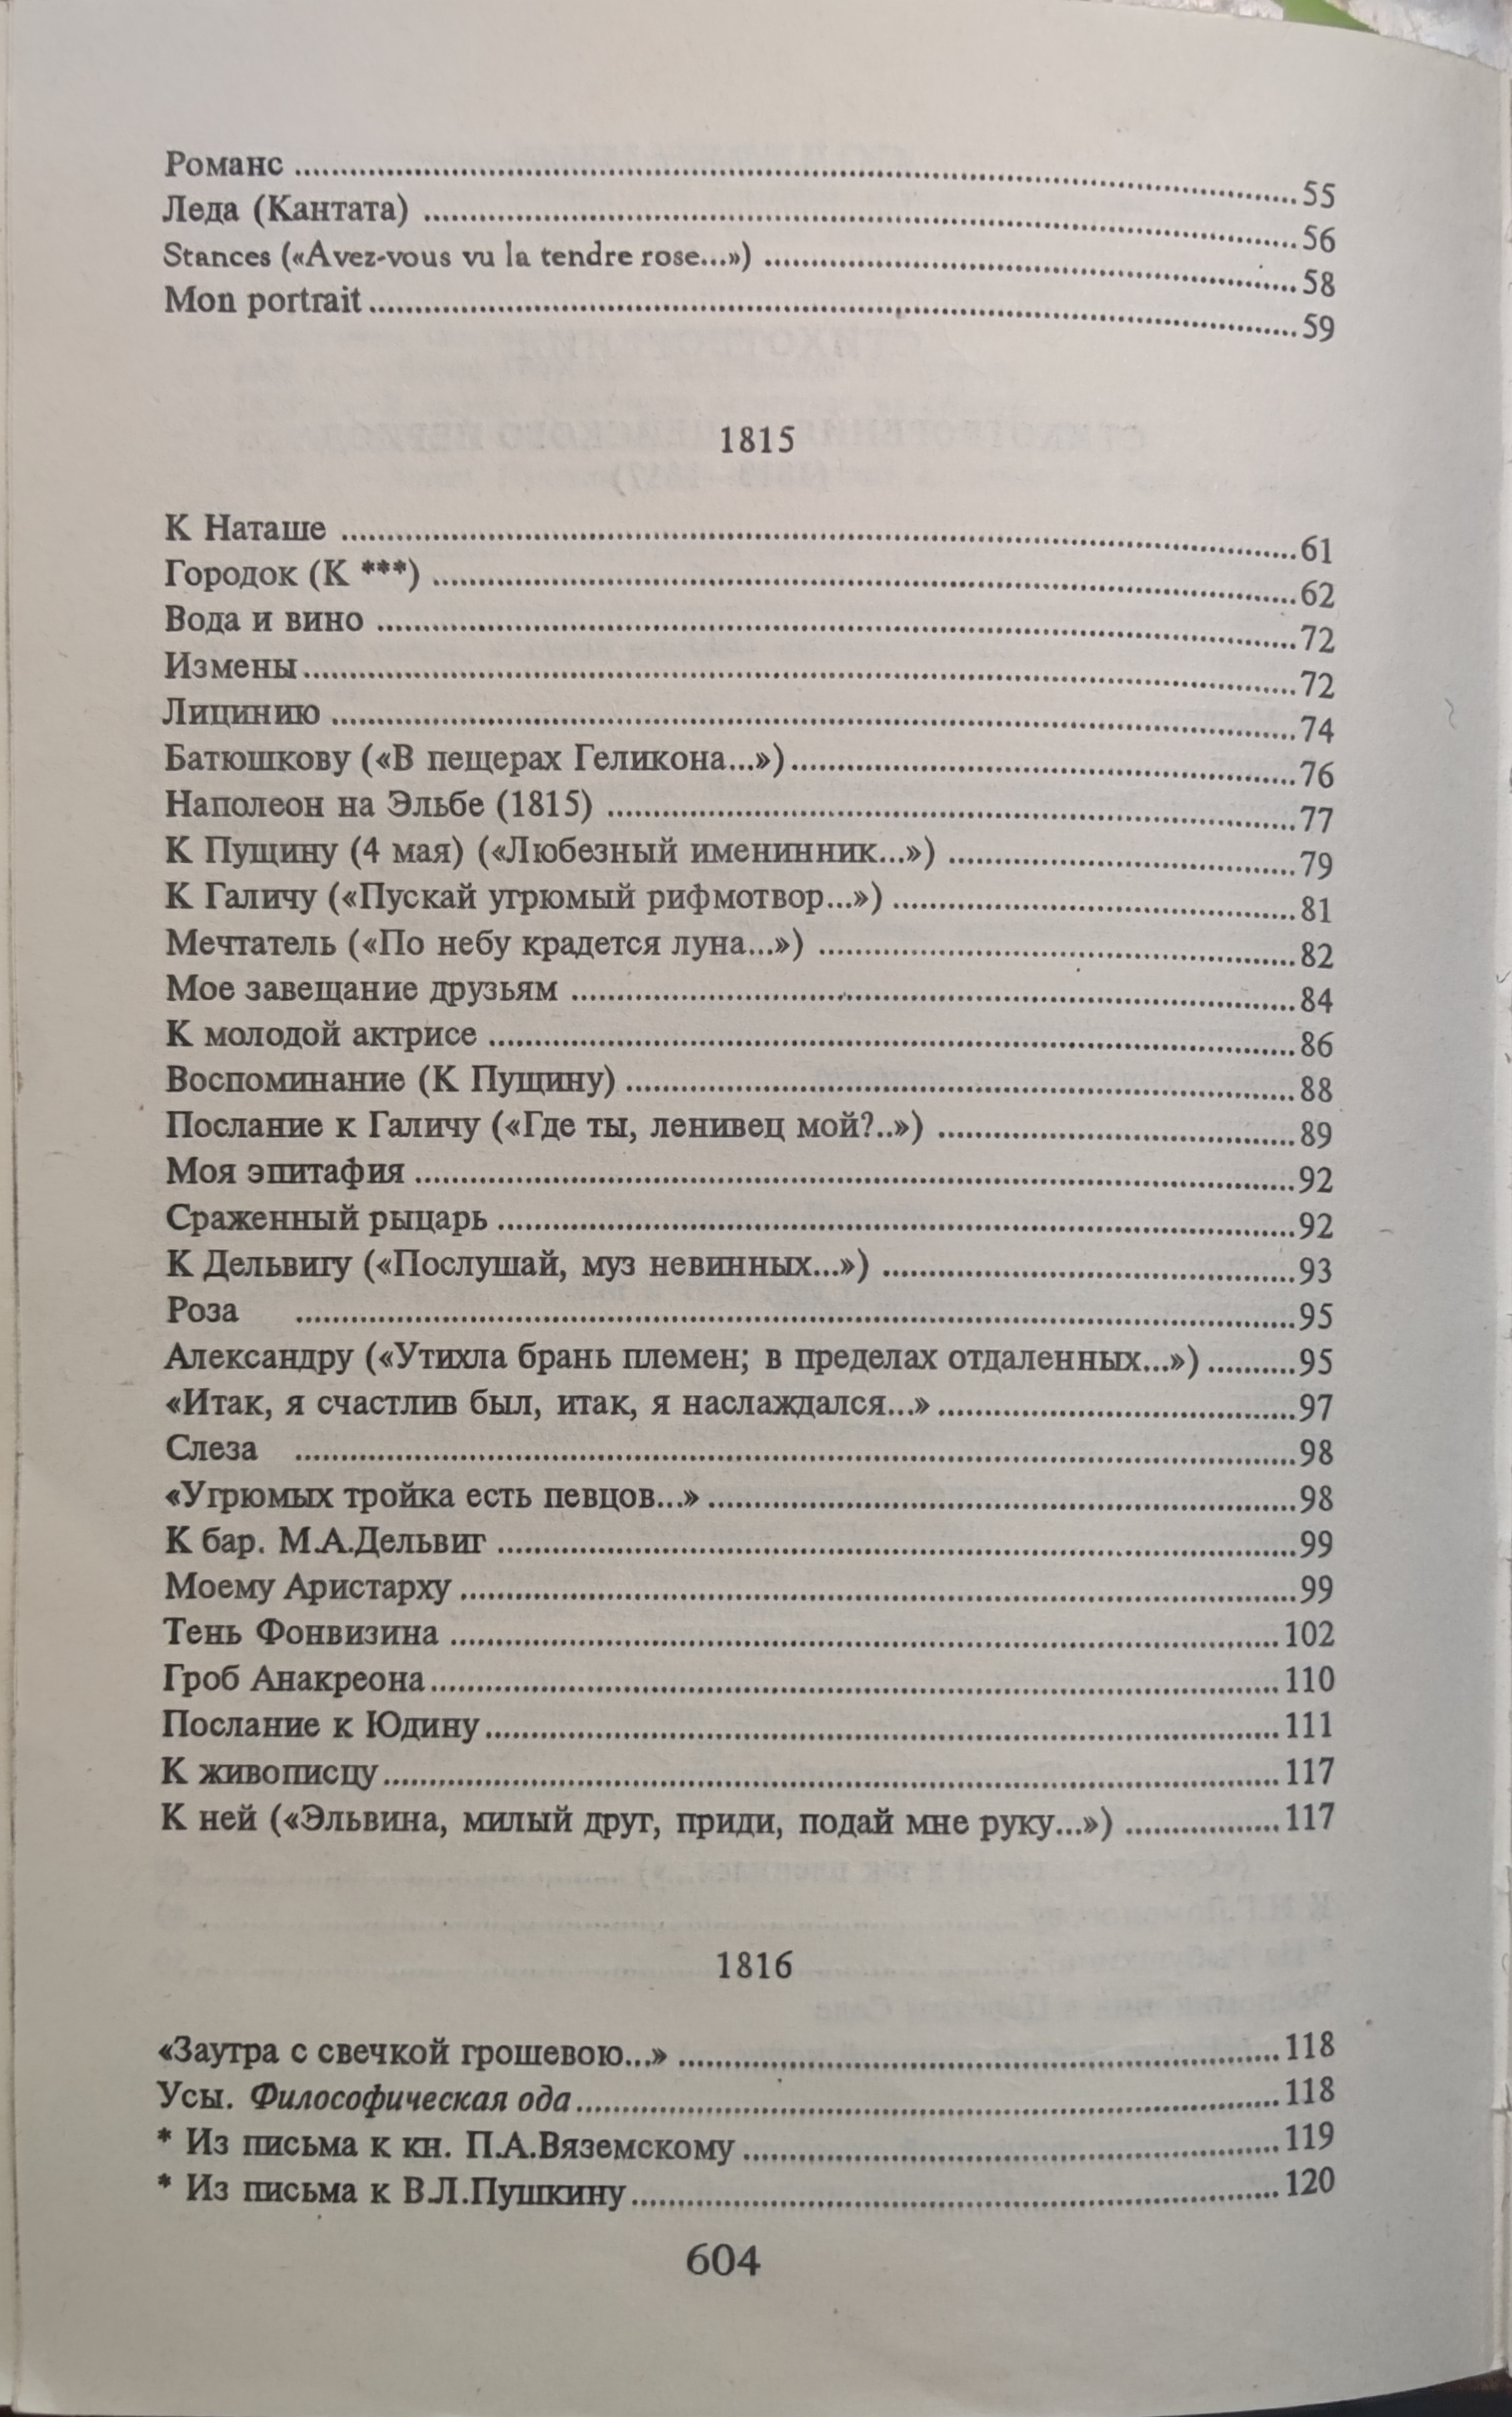 Романс ........ 55
Леда (Кантата) ........ 56
Stances («Avez-vous vu la tendre rose...») ........ 58
Mon portrait ........ 59
1815
К Наташе ........ 61
Городок (К ***) ........ 62
Вода и вино ........ 72
Измены ........ 72
Лицинию ........ 74
Батюшкову («В пещерах Геликона...») ........ 76
Наполеон на Эльбе (1815) ........ 77
К Пущину (4 мая) («Любезный именинник...») ........ 79
К Галичу («Пускай угрюмый рифмотвор...») ........ 81
Мечтатель («По небу крадется луна...») ........ 82
Мое завещание друзьям ........ 84
К молодой актрисе ........ 86
Воспоминание (К Пущину) ........ 88
Послание к Галичу («Где ты, ленивец мой?..») ........ 89
Моя эпитафия ........ 92
Сраженный рыцарь ........ 92
К Дельвигу («Послушай, муз невинных...») ........ 93
Роза ........ 95
Александру («Утихла брань племен; в пределах отдаленных...») ........ 95
«Итак, я счастлив был, итак, я наслаждался...» ........ 97
Слеза ........ 98
«Угрюмых тройка есть певцов...» ........ 98
К бар. М.А.Дельвиг ........ 99
Моему Аристарху ........ 99
Тень Фонвизина ........ 102
Гроб Анакреона ........ 110
Послание к Юдину ........ 111
К живописцу ........ 117
К ней («Эльвина, милый друг, приди, подай мне руку...») ........ 117
1816
«Заутра с свечкой грошевою...» ........ 118
Усы. Философическая ода ........ 118
* Из письма к кн. П.А.Вяземскому ........ 119
* Из письма к В.Л.Пушкину ........ 120
604